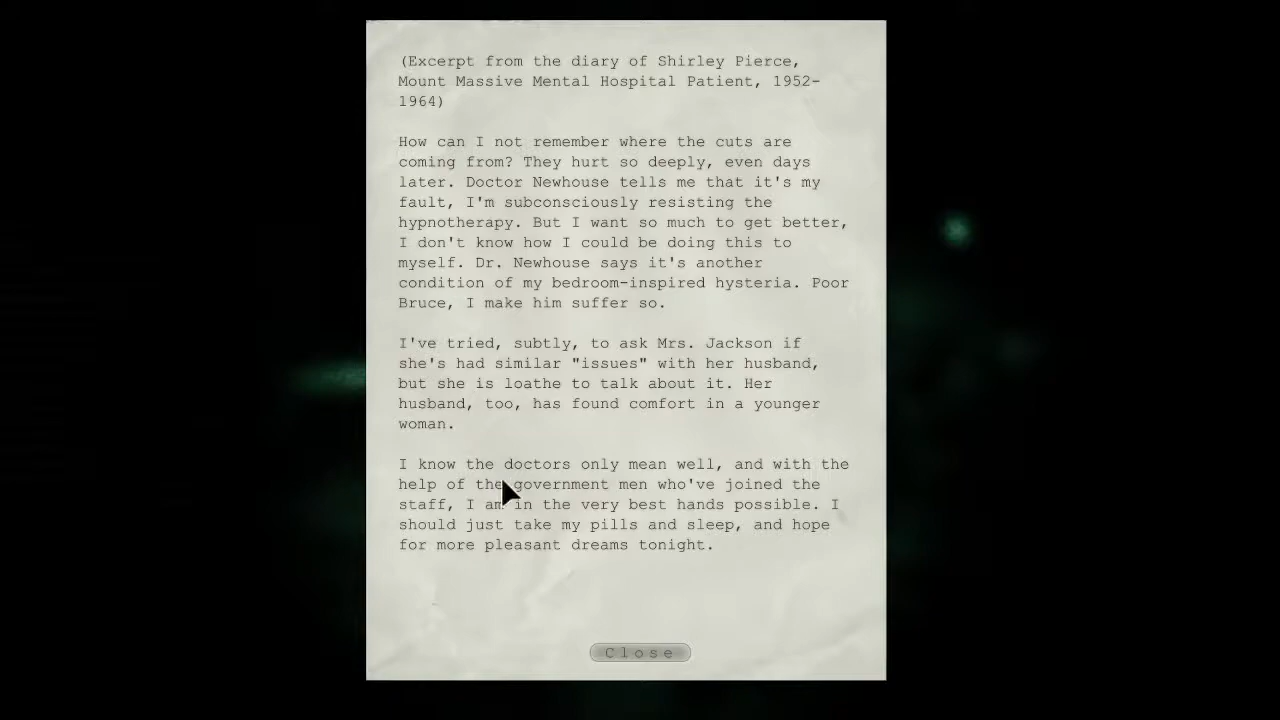 (Excerpt from the diary of Shirley Pierce,
Mount Massive Mental Hospital Patient, 1952-
1964)
How can I not remember where the cuts are
coming from? They hurt so deeply, even days
later. Doctor Newhouse tells me that it's my
fault, I'm subconsciously resisting the
hypnotherapy. But I want so much to get better,
I don't know how I could be doing this to
myself. Dr. Newhouse says it's another
condition of my bedroom-inspired hysteria. Poor
Bruce, I make him suffer so.
I've tried, subtly, to ask Mrs. Jackson if
she's had similar "issues" with her husband,
but she is loathe to talk about it. Her
husband, too, has found comfort in a younger
woman.
I know the doctors only mean well, and with the
help of the government men who've joined the
staff, I am in the very best hands possible. I
should just take my pills and sleep, and hope
for more pleasant dreams tonight.
Close